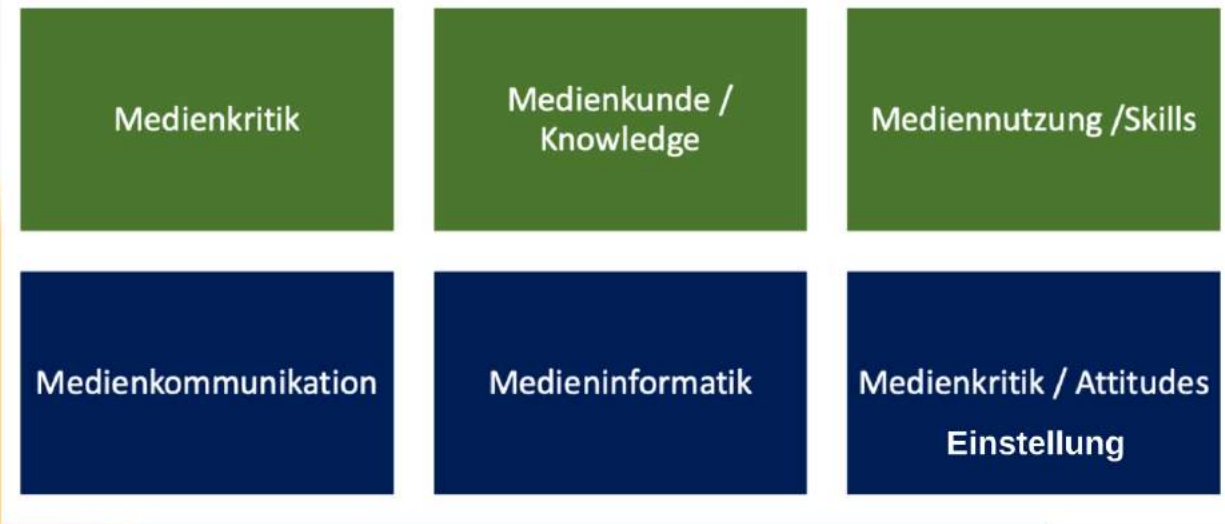 Medienkritik
Medienkunde /
Knowledge
Mediennutzung /Skills
Medienkommunikation
Medieninformatik
Medienkritik / Attitudes
Einstellung